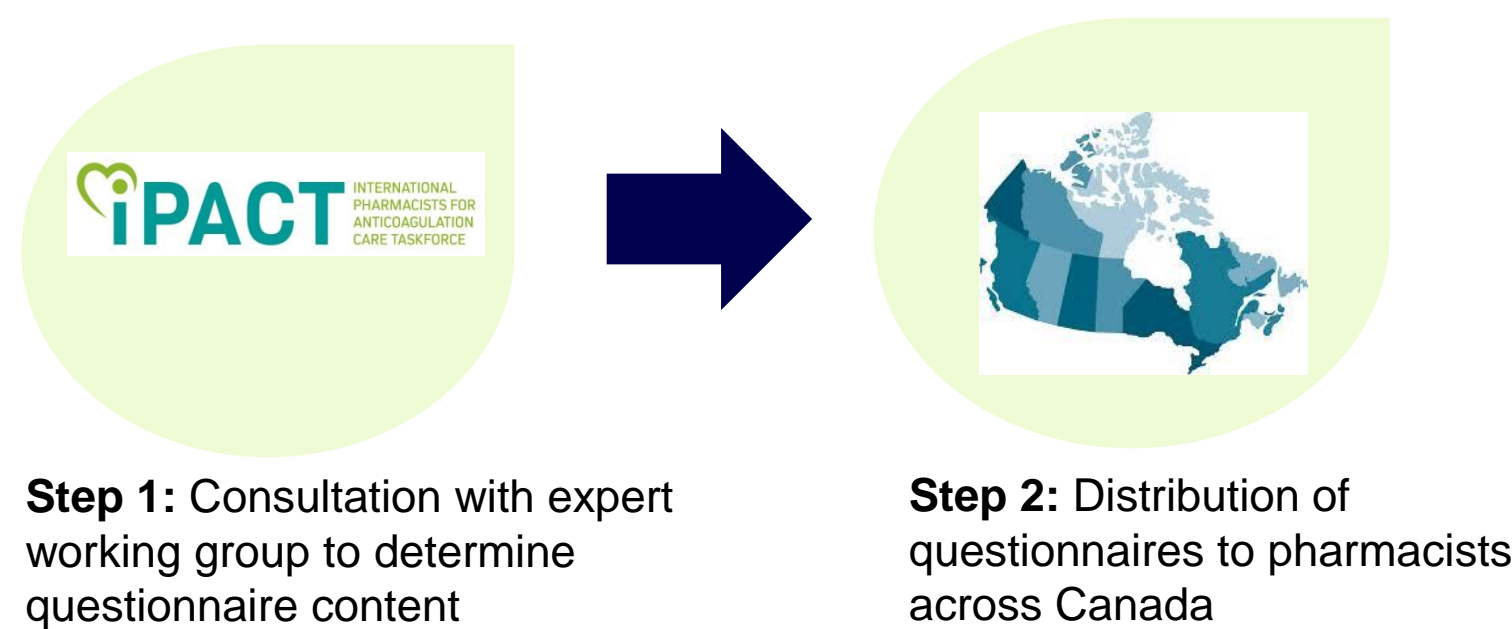 iPACT
INTERNATIONAL
PHARMACISTS FOR
ANTICOAGULATION
CARE TASKFORCE
Step 1: Consultation with expert
working group to determine
questionnaire content
Step 2: Distribution of
questionnaires to pharmacists
across Canada